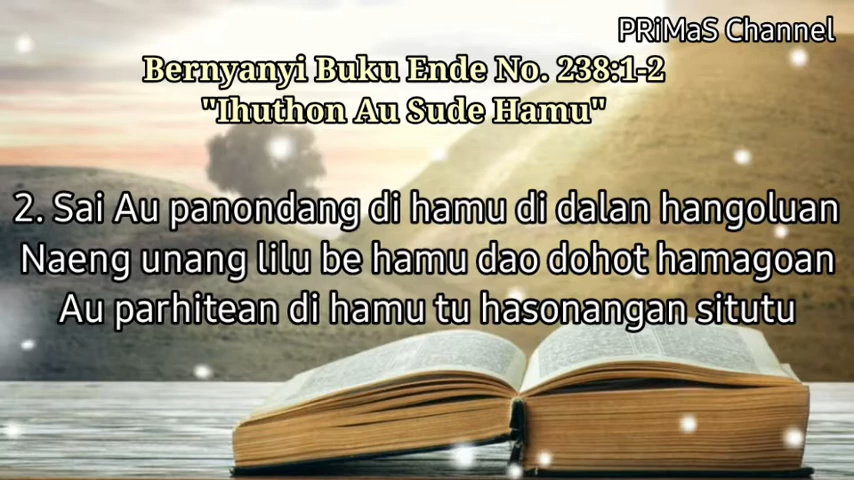 PRiMaS Channel
Bernyanyi Buku Ende No. 238:1-2
"Ihuthon Au Sude Hamu"
2. Sai Au panondang di hamu di dalan hangoluan
Naeng unang lilu be hamu dao dohot hamagoan
Au parhitean di hamu tu hasonangan situtu